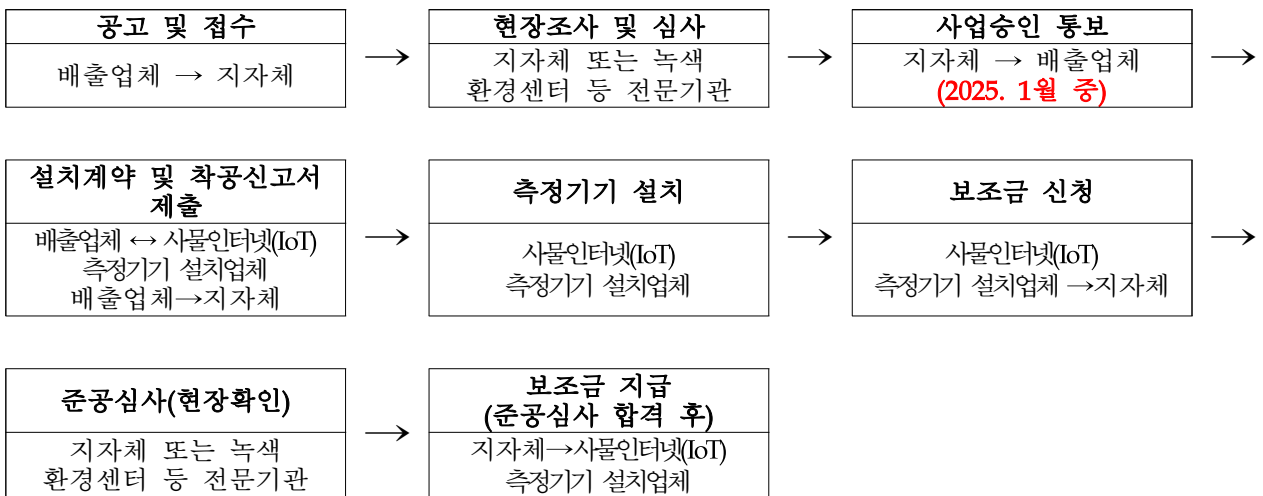 공고 및 접수
배출업체 → 지자체
→
현장조사 및 심사
지자체 또는 녹색
환경센터 등 전문기관
→
사업승인 통보
지자체 → 배출업체
(2025. 1월 중)
→
설치계약 및 착공신고서
제출
배출업체 ↔ 사물인터넷(IoT)
측정기기 설치업체
배출업체→지자체
→
측정기기 설치
사물인터넷(IoT)
측정기기 설치업체
→
보조금 신청
사물인터넷(IoT)
측정기기 설치업체 →지자체
→
준공심사(현장확인)
지자체 또는 녹색
환경센터 등 전문기관
→
보조금 지급
(준공심사 합격 후)
지자체→사물인터넷(IoT)
측정기기 설치업체